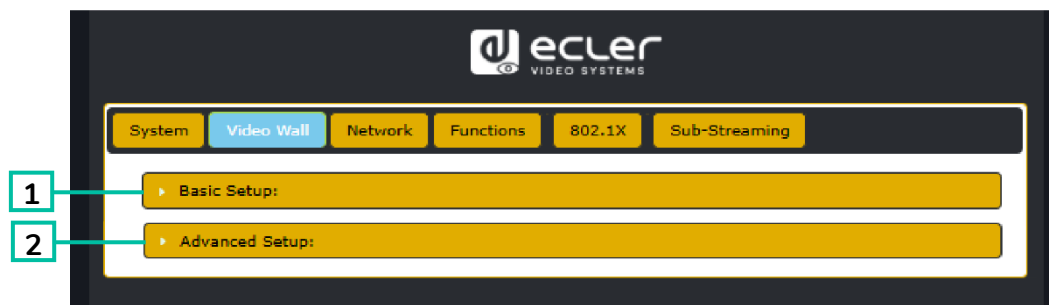 ecler
VIDEO SYSTEMS
System Video Wall Network Functions 802.1X Sub-Streaming
1 Basic Setup:
2 Advanced Setup: